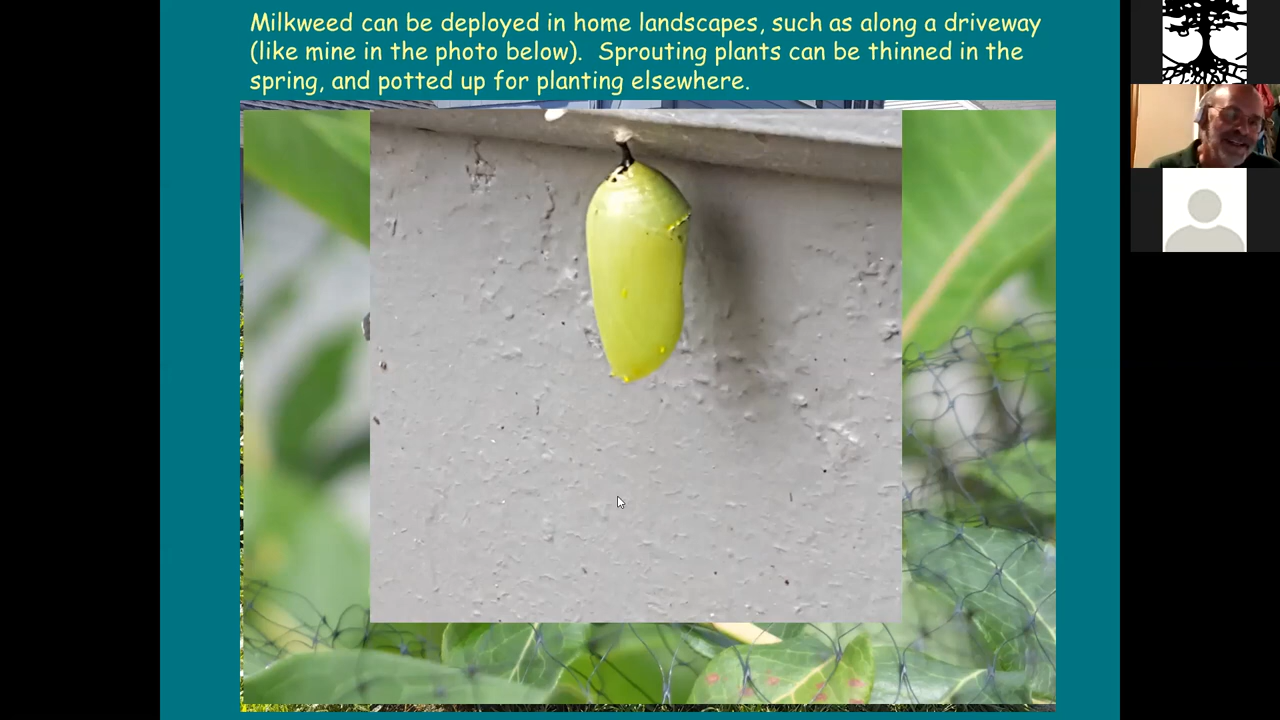 Milkweed can be deployed in home landscapes, such as along a driveway
(like mine in the photo below).  Sprouting plants can be thinned in the
spring, and potted up for planting elsewhere.